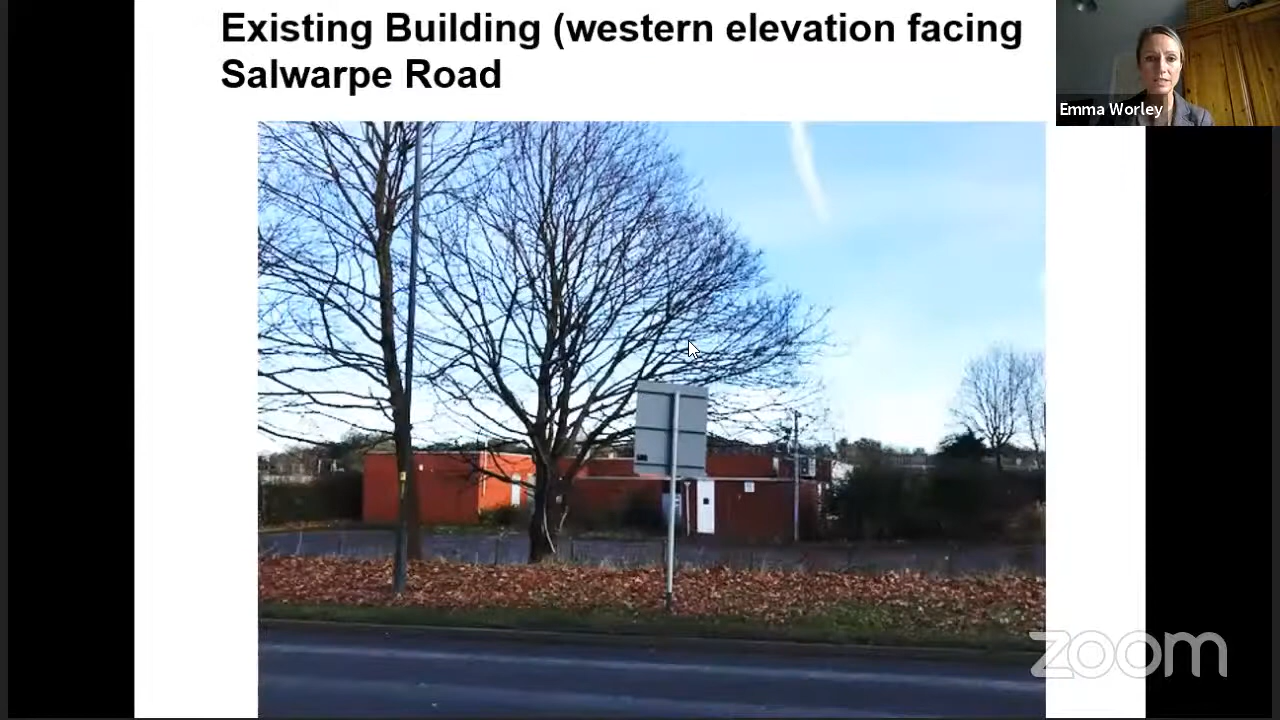 Existing Building (western elevation facing
Salwarpe Road
Emma Worley
zoom